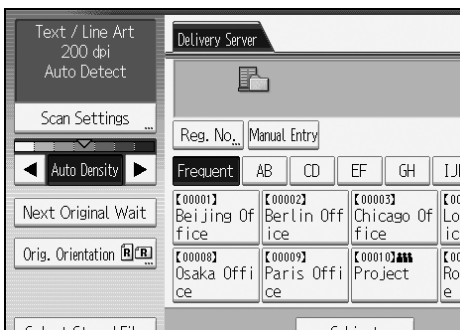 Text / Line Art
200 dpi
Auto Detect
Scan Settings
Auto Density
Next Original Wait
Orig. Orientation
Delivery Server
Reg. No. Manual Entry
Frequent AB CD EF GH
[00001] [00002] [00003]
Beijing Of Berlin Off Chicago Of
fice ice fice
[00008] [00009] [00010]
Osaka Offi Paris Offi Project
ce ce